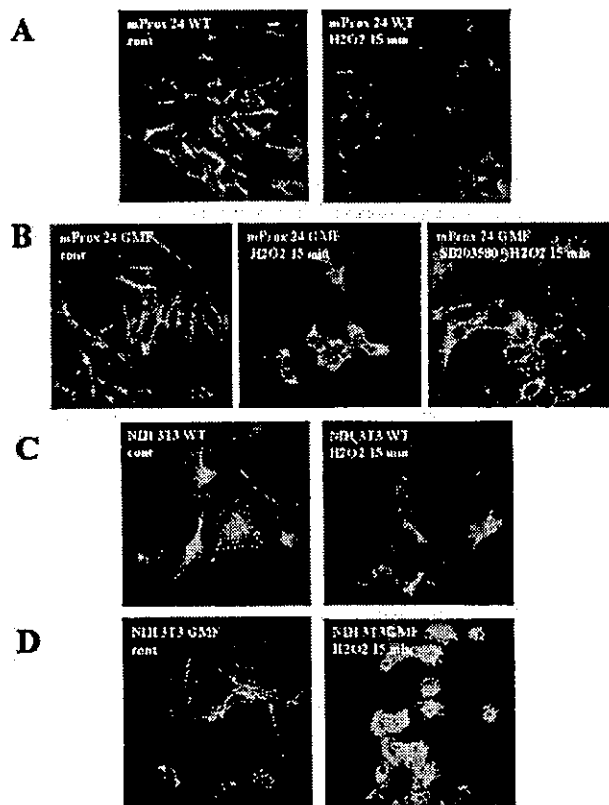 A
mProx 24 WT
cont
mProx 24 WT
H2O2 15 min
B
mProx 24 GMF
cont
mProx 24 GMF
H2O2 15 min
mProx 24 GMF
SB203580 H2O2 15 min
C
NIH 3T3 WT
cont
NIH 3T3 WT
H2O2 15 min
D
NIH 3T3 GMF
cont
NIH 3T3GMF
H2O2 15 min